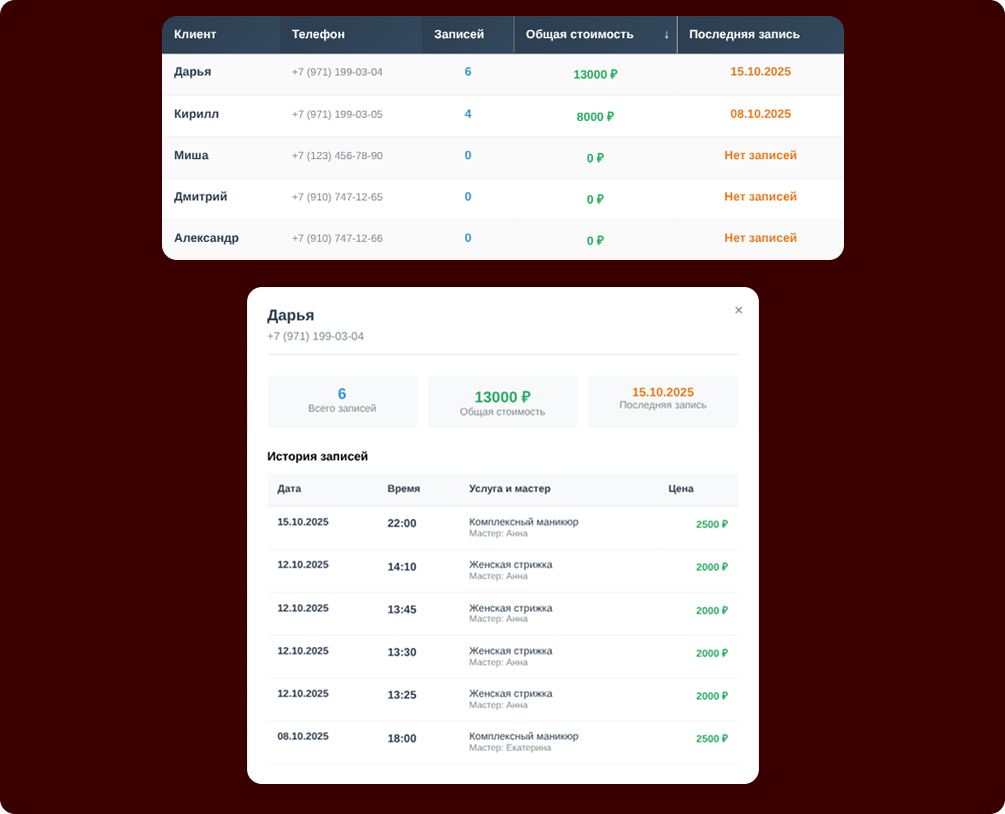 Клиент Телефон Записей Общая стоимость ↓ Последняя запись
Дарья +7 (971) 199-03-04 6 13000 ₽ 15.10.2025
Кирилл +7 (971) 199-03-05 4 8000 ₽ 08.10.2025
Миша +7 (123) 456-78-90 0 0 ₽ Нет записей
Дмитрий +7 (910) 747-12-65 0 0 ₽ Нет записей
Александр +7 (910) 747-12-66 0 0 ₽ Нет записей
Дарья ×
+7 (971) 199-03-04
6 13000 ₽ 15.10.2025
Всего записей Общая стоимость Последняя запись
История записей
Дата Время Услуга и мастер Цена
15.10.2025 22:00 Комплексный маникюр 2500 ₽
Мастер: Анна
12.10.2025 14:10 Женская стрижка 2000 ₽
Мастер: Анна
12.10.2025 13:45 Женская стрижка 2000 ₽
Мастер: Анна
12.10.2025 13:30 Женская стрижка 2000 ₽
Мастер: Анна
12.10.2025 13:25 Женская стрижка 2000 ₽
Мастер: Анна
08.10.2025 18:00 Комплексный маникюр 2500 ₽
Мастер: Екатерина